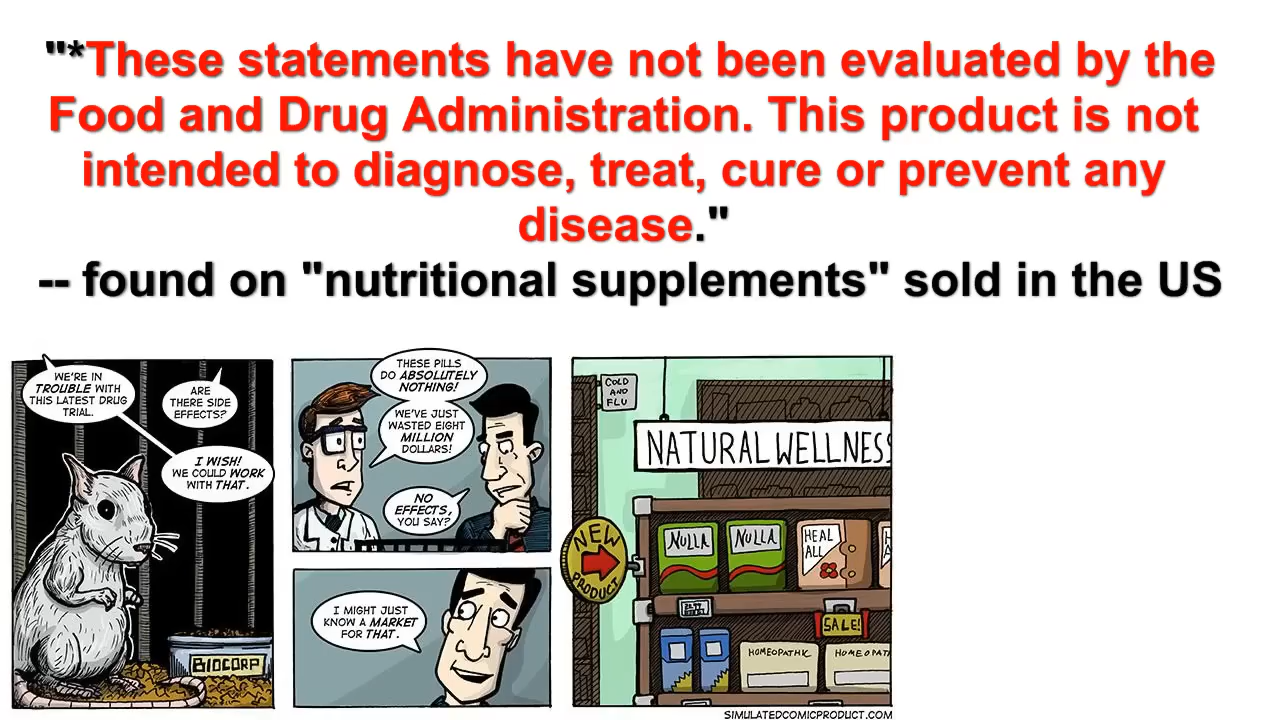 "*These statements have not been evaluated by the
Food and Drug Administration. This product is not
intended to diagnose, treat, cure or prevent any
disease."
-- found on "nutritional supplements" sold in the US
WE'RE IN
TROUBLE WITH
THIS LATEST DRUG
TRIAL.
ARE
THERE SIDE
EFFECTS?
I WISH!
WE COULD WORK
WITH THAT.
BIOCORP
THESE PILLS
DO ABSOLUTELY
NOTHING!
WE'VE JUST
WASTED EIGHT
MILLION
DOLLARS!
NO
EFFECTS,
YOU SAY?
I MIGHT JUST
KNOW A MARKET
FOR THAT.
COLD
AND
FLU
NATURAL WELLNESS
NEW
PRODUCT
NULLA
NULLA
HEAL
ALL
SALE!
HOMEOPATHIC
HOMEOPAT
SIMULATEDCOMICPRODUCT.COM